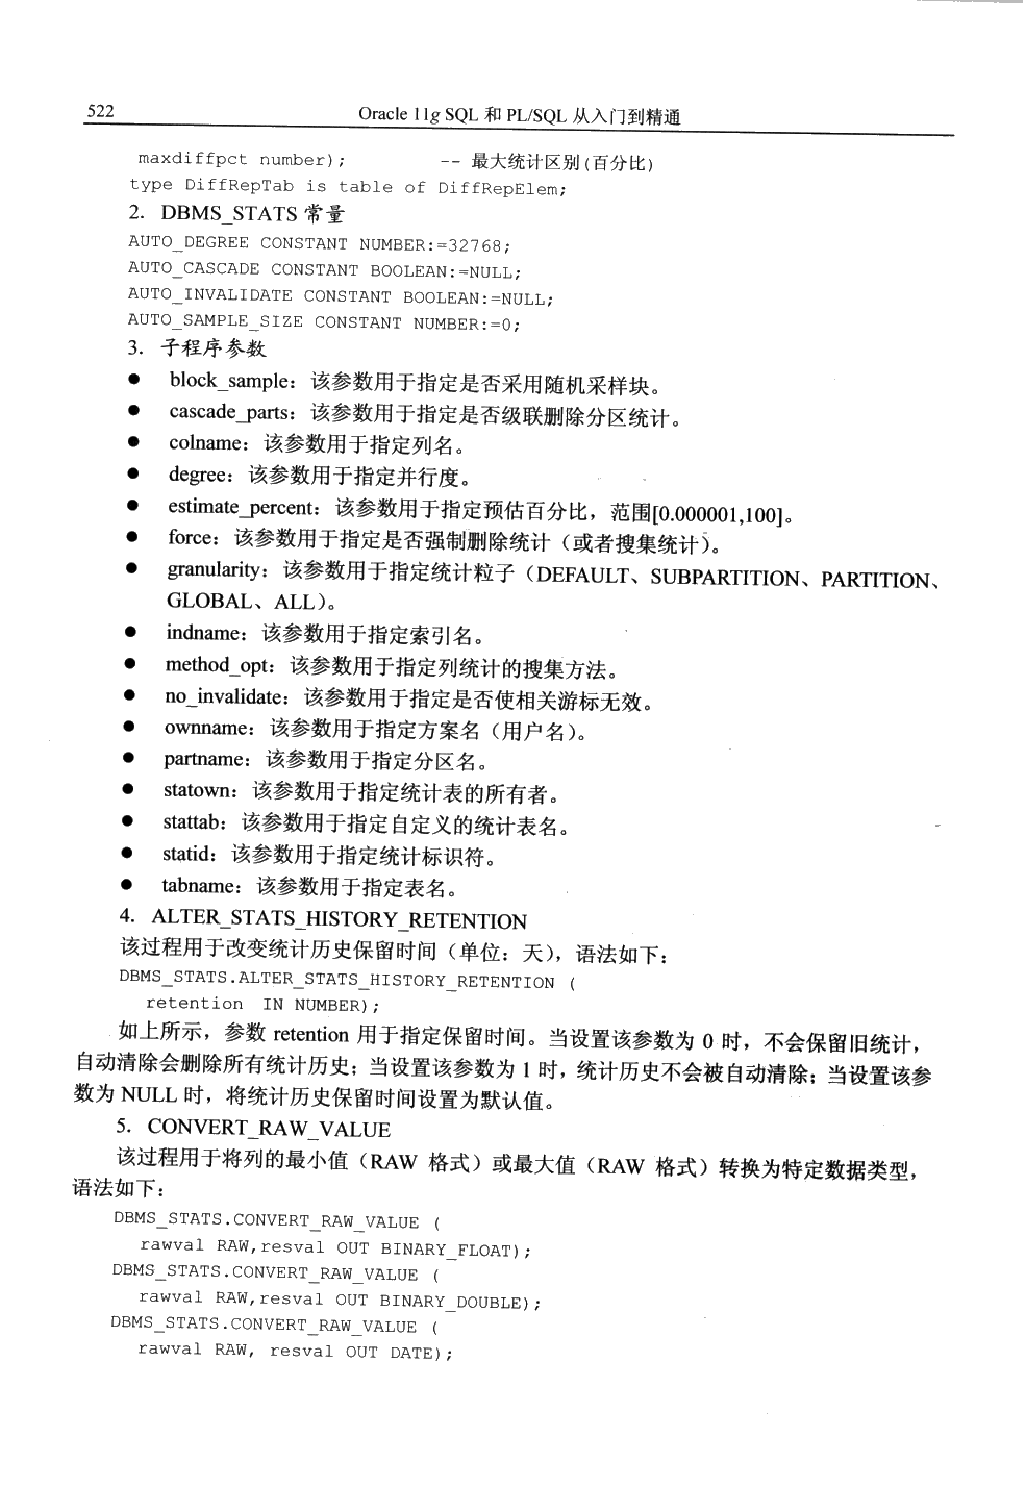 522
Oracle 11g SQL 和 PL/SQL 从入门到精通
maxdiffpct number); -- 最大统计区别(百分比)
type DiffRepTab is table of DiffRepElem;
2. DBMS_STATS 常量
AUTO_DEGREE CONSTANT NUMBER:=32768;
AUTO_CASCADE CONSTANT BOOLEAN:=NULL;
AUTO_INVALIDATE CONSTANT BOOLEAN:=NULL;
AUTO_SAMPLE_SIZE CONSTANT NUMBER:=0;
3. 子程序参数
● block_sample：该参数用于指定是否采用随机采样块。
● cascade_parts：该参数用于指定是否级联删除分区统计。
● colname：该参数用于指定列名。
● degree：该参数用于指定并行度。
● estimate_percent：该参数用于指定预估百分比，范围[0.000001,100]。
● force：该参数用于指定是否强制删除统计（或者搜集统计）。
● granularity：该参数用于指定统计粒子（DEFAULT、SUBPARTITION、PARTITION、
GLOBAL、ALL）。
● indname：该参数用于指定索引名。
● method_opt：该参数用于指定列统计的搜集方法。
● no_invalidate：该参数用于指定是否使相关游标无效。
● ownname：该参数用于指定方案名（用户名）。
● partname：该参数用于指定分区名。
● statown：该参数用于指定统计表的所有者。
● stattab：该参数用于指定自定义的统计表名。
● statid：该参数用于指定统计标识符。
● tabname：该参数用于指定表名。
4. ALTER_STATS_HISTORY_RETENTION
该过程用于改变统计历史保留时间（单位：天），语法如下：
DBMS_STATS.ALTER_STATS_HISTORY_RETENTION (
retention IN NUMBER);
如上所示，参数 retention 用于指定保留时间。当设置该参数为 0 时，不会保留旧统计，
自动清除会删除所有统计历史；当设置该参数为 1 时，统计历史不会被自动清除；当设置该参
数为 NULL 时，将统计历史保留时间设置为默认值。
5. CONVERT_RAW_VALUE
该过程用于将列的最小值（RAW 格式）或最大值（RAW 格式）转换为特定数据类型，
语法如下：
DBMS_STATS.CONVERT_RAW_VALUE (
rawval RAW,resval OUT BINARY_FLOAT);
DBMS_STATS.CONVERT_RAW_VALUE (
rawval RAW,resval OUT BINARY_DOUBLE);
DBMS_STATS.CONVERT_RAW_VALUE (
rawval RAW, resval OUT DATE);